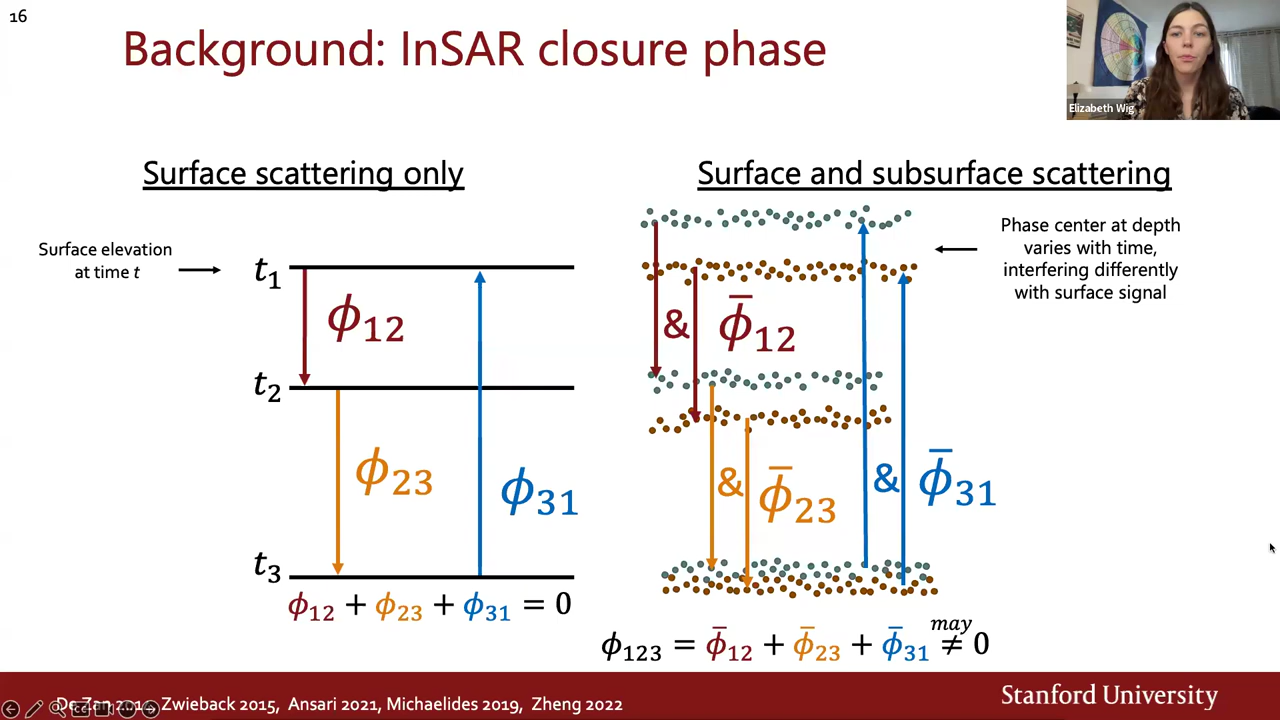 16
Background: InSAR closure phase
Elizabeth Wig
Surface scattering only
Surface and subsurface scattering
Surface elevation
at time t
Phase center at depth
varies with time,
interfering differently
with surface signal
t₁
ϕ₁₂
& ϕ̄₁₂
t₂
ϕ₂₃
ϕ₃₁
& ϕ̄₂₃
& ϕ̄₃₁
t₃
ϕ₁₂ + ϕ₂₃ + ϕ₃₁ = 0
may
ϕ₁₂₃ = ϕ̄₁₂ + ϕ̄₂₃ + ϕ̄₃₁ ≠ 0
De Zan Zwieback 2015, Ansari 2021, Michaelides 2019, Zheng 2022
Stanford University